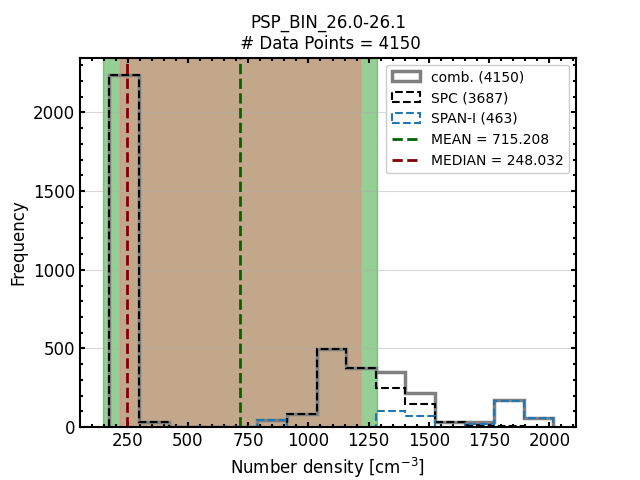 PSP_BIN_26.0-26.1
# Data Points = 4150
comb. (4150)
SPC (3687)
SPAN-I (463)
MEAN = 715.208
MEDIAN = 248.032
Frequency
2000
1500
1000
500
0
250 500 750 1000 1250 1500 1750 2000
Number density [cm⁻³]